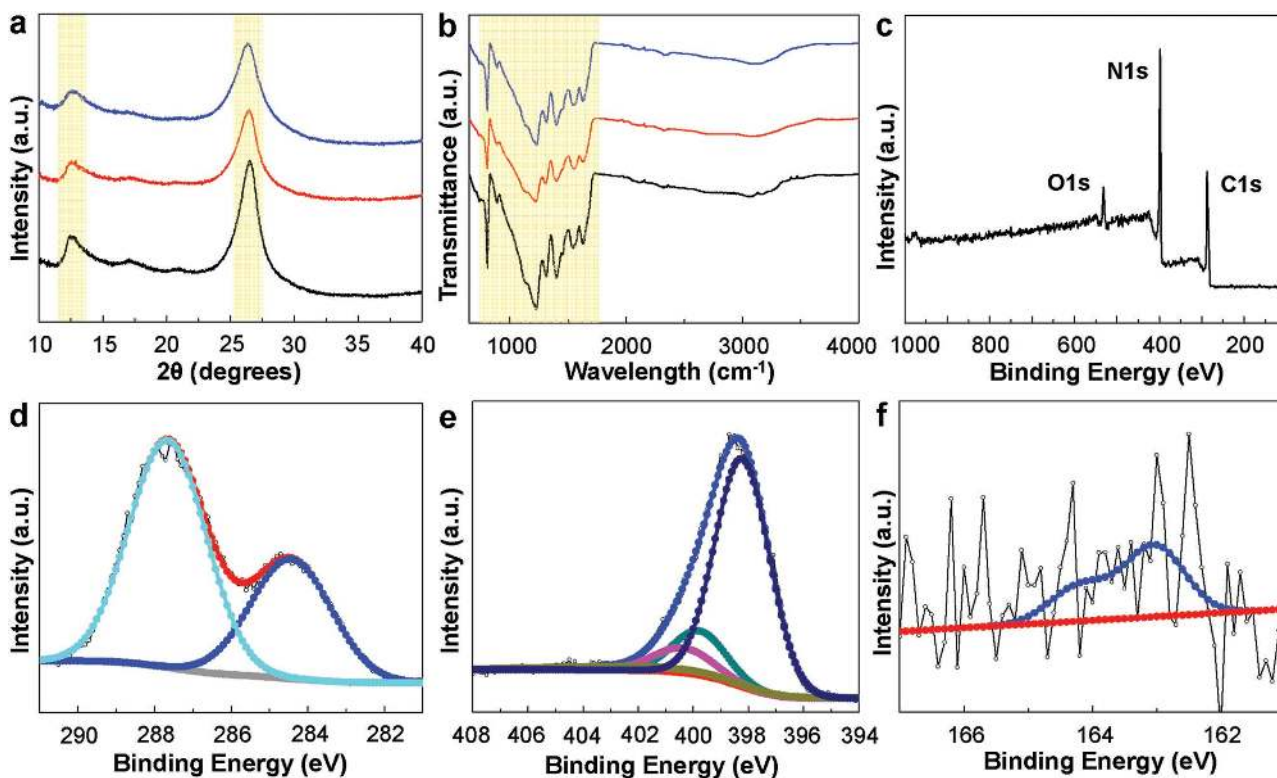 a
Intensity (a.u.)
10 15 20 25 30 35 40
2θ (degrees)
b
Transmittance (a.u.)
1000 2000 3000 4000
Wavelength (cm⁻¹)
c
Intensity (a.u.)
N1s
O1s
C1s
1000 800 600 400 200
Binding Energy (eV)
d
Intensity (a.u.)
290 288 286 284 282
Binding Energy (eV)
e
Intensity (a.u.)
408 406 404 402 400 398 396 394
Binding Energy (eV)
f
Intensity (a.u.)
166 164 162
Binding Energy (eV)